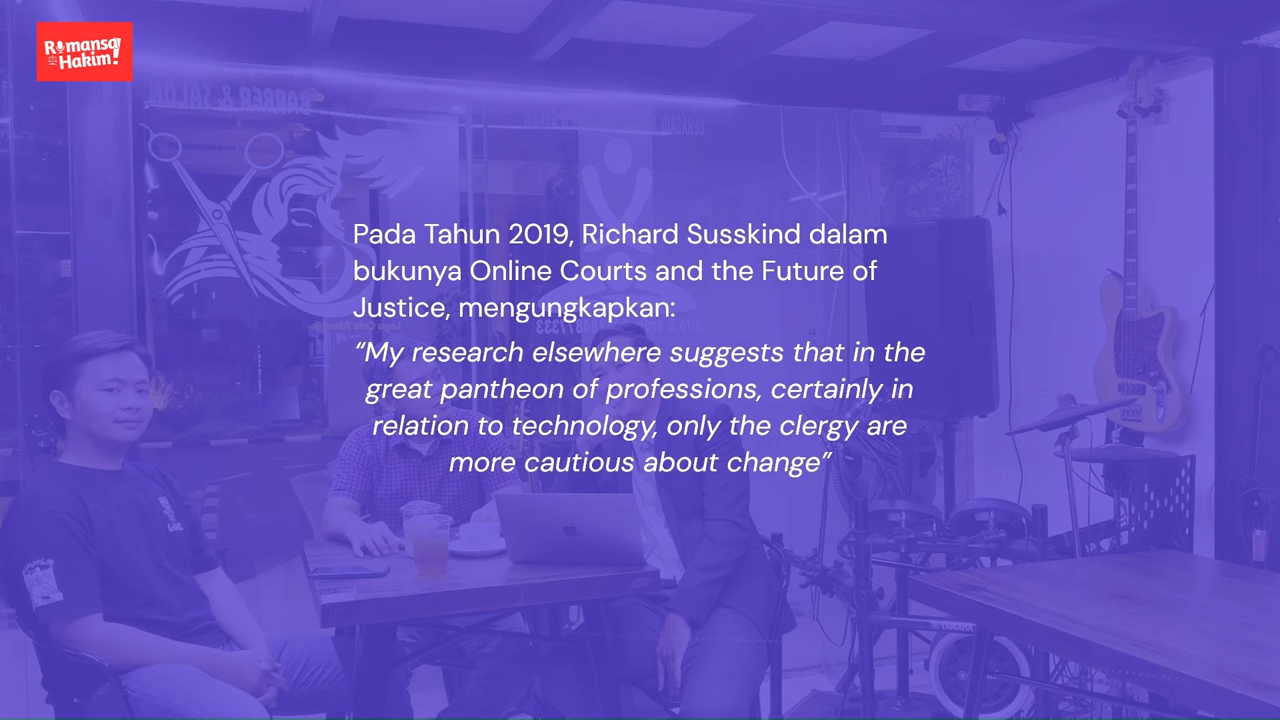 Romansa
Hakim!
BARBER & SALON
Pada Tahun 2019, Richard Susskind dalam
bukunya Online Courts and the Future of
Justice, mengungkapkan:
“My research elsewhere suggests that in the
great pantheon of professions, certainly in
relation to technology, only the clergy are
more cautious about change”